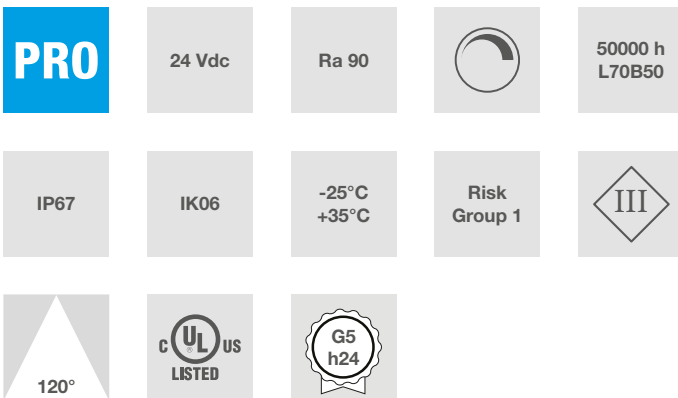 PRO
24 Vdc
Ra 90
50000 h
L70B50
IP67
IK06
-25°C
+35°C
Risk
Group 1
III
120°
C UL® US
LISTED
G5
h24